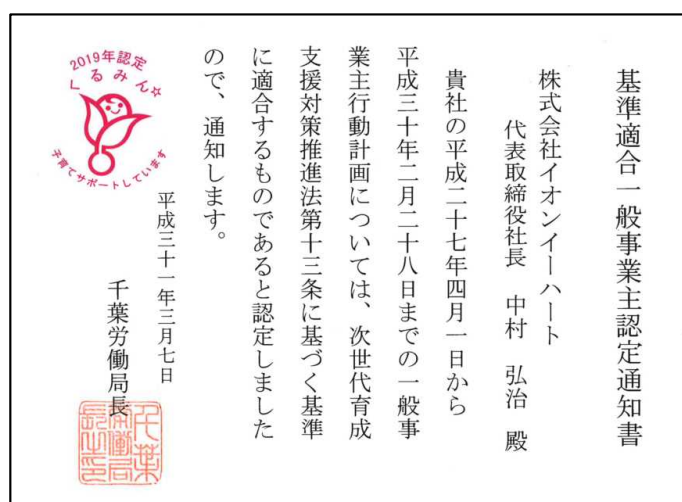 基準適合一般事業主認定通知書
株式会社イオンイーハート
代表取締役社長　中村　弘治　殿
貴社の平成二十七年四月一日から
平成三十年二月二十八日までの一般事
業主行動計画については、次世代育成
支援対策推進法第十三条に基づく基準
に適合するものであると認定しました
ので、通知します。
平成三十一年三月七日
千葉労働局長
千葉
労働局
長之印
2019年認定
くるみん☆
子育てサポートしています